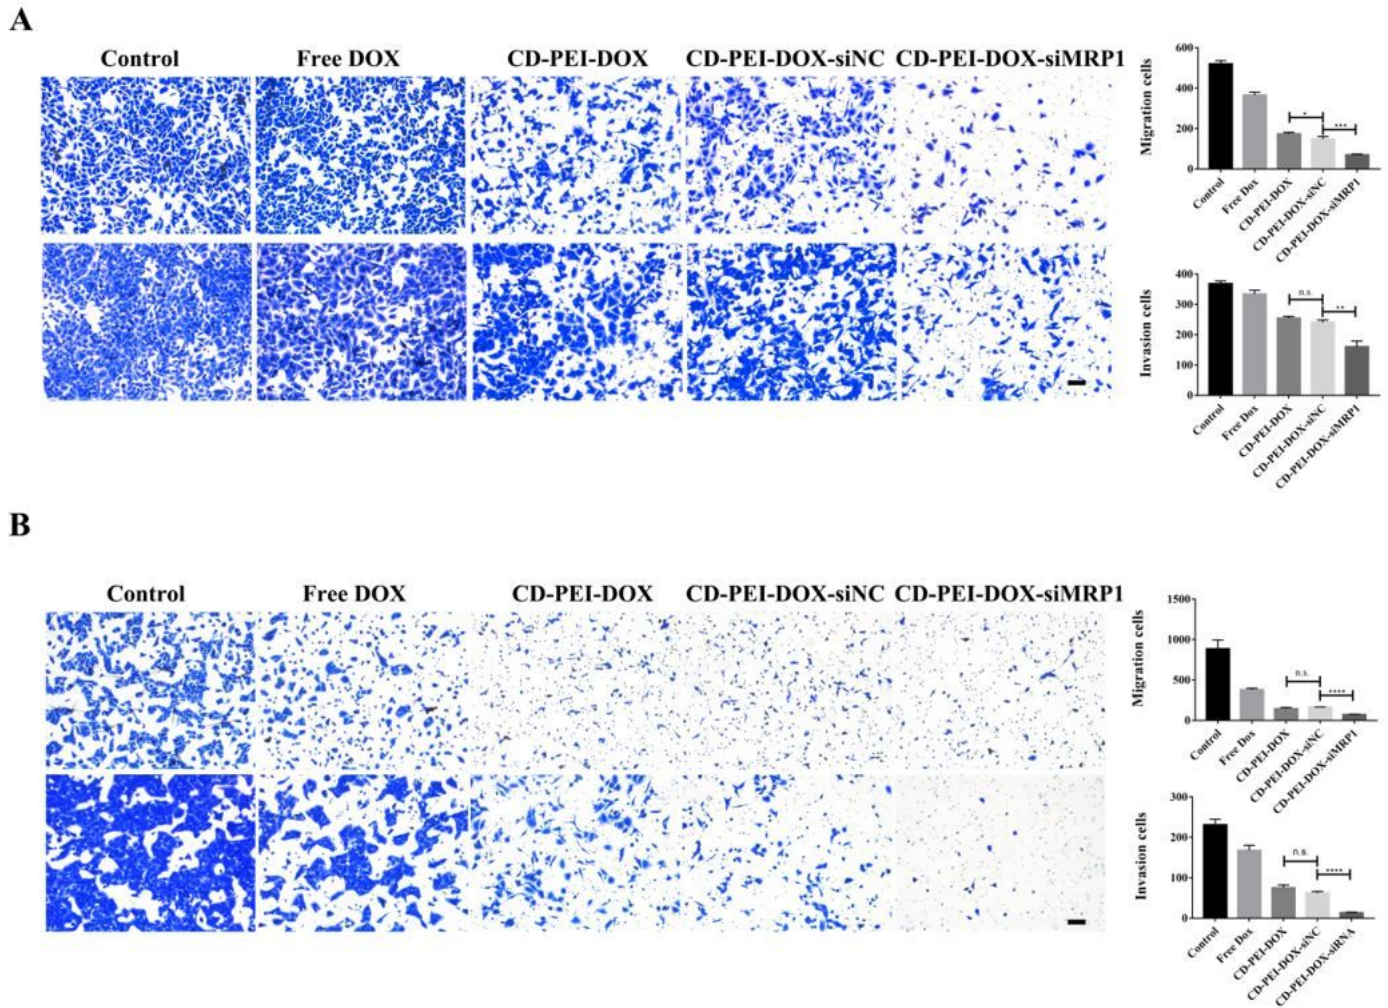 A
Control Free DOX CD-PEI-DOX CD-PEI-DOX-siNC CD-PEI-DOX-siMRP1
Migration cells
600
400
200
0
*
***
Control
Free Dox
CD-PEI-DOX
CD-PEI-DOX-siNC
CD-PEI-DOX-siMRP1
Invasion cells
400
300
200
100
0
n.s.
**
Control
Free Dox
CD-PEI-DOX
CD-PEI-DOX-siNC
CD-PEI-DOX-siMRP1
B
Control Free DOX CD-PEI-DOX CD-PEI-DOX-siNC CD-PEI-DOX-siMRP1
Migration cells
1500
1000
500
0
n.s.
****
Control
Free Dox
CD-PEI-DOX
CD-PEI-DOX-siNC
CD-PEI-DOX-siMRP1
Invasion cells
300
200
100
0
n.s.
****
Control
Free Dox
CD-PEI-DOX
CD-PEI-DOX-siNC
CD-PEI-DOX-siRNA